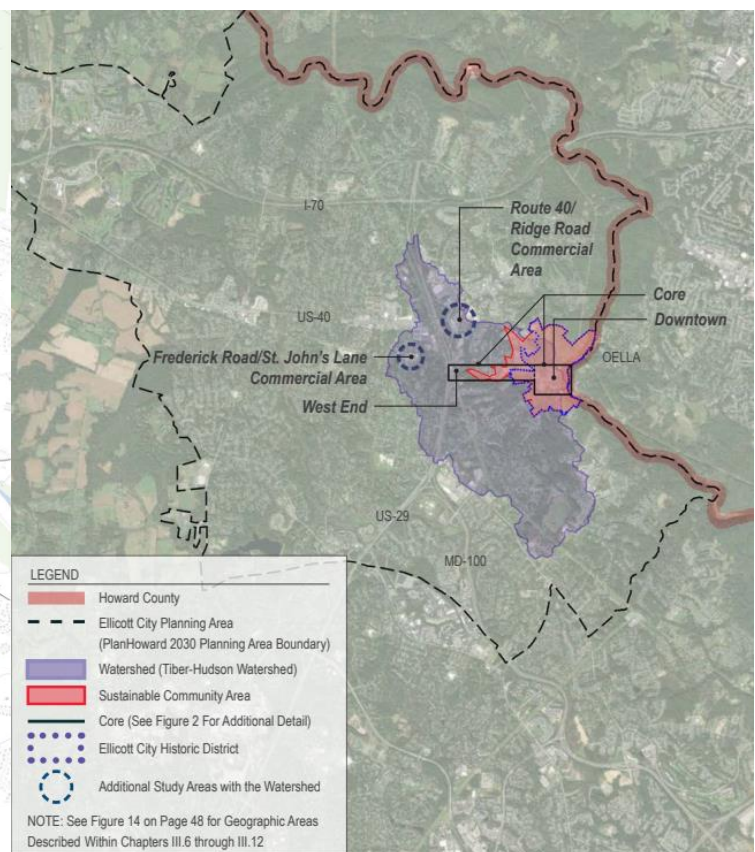 I-70
Route 40/
Ridge Road
Commercial
Area
US-40
Core
Downtown
OELLA
Frederick Road/St. John's Lane
Commercial Area
West End
US-29
MD-100
LEGEND
Howard County
Ellicott City Planning Area
(PlanHoward 2030 Planning Area Boundary)
Watershed (Tiber-Hudson Watershed)
Sustainable Community Area
Core (See Figure 2 For Additional Detail)
Ellicott City Historic District
Additional Study Areas with the Watershed
NOTE: See Figure 14 on Page 48 for Geographic Areas
Described Within Chapters III.6 through III.12